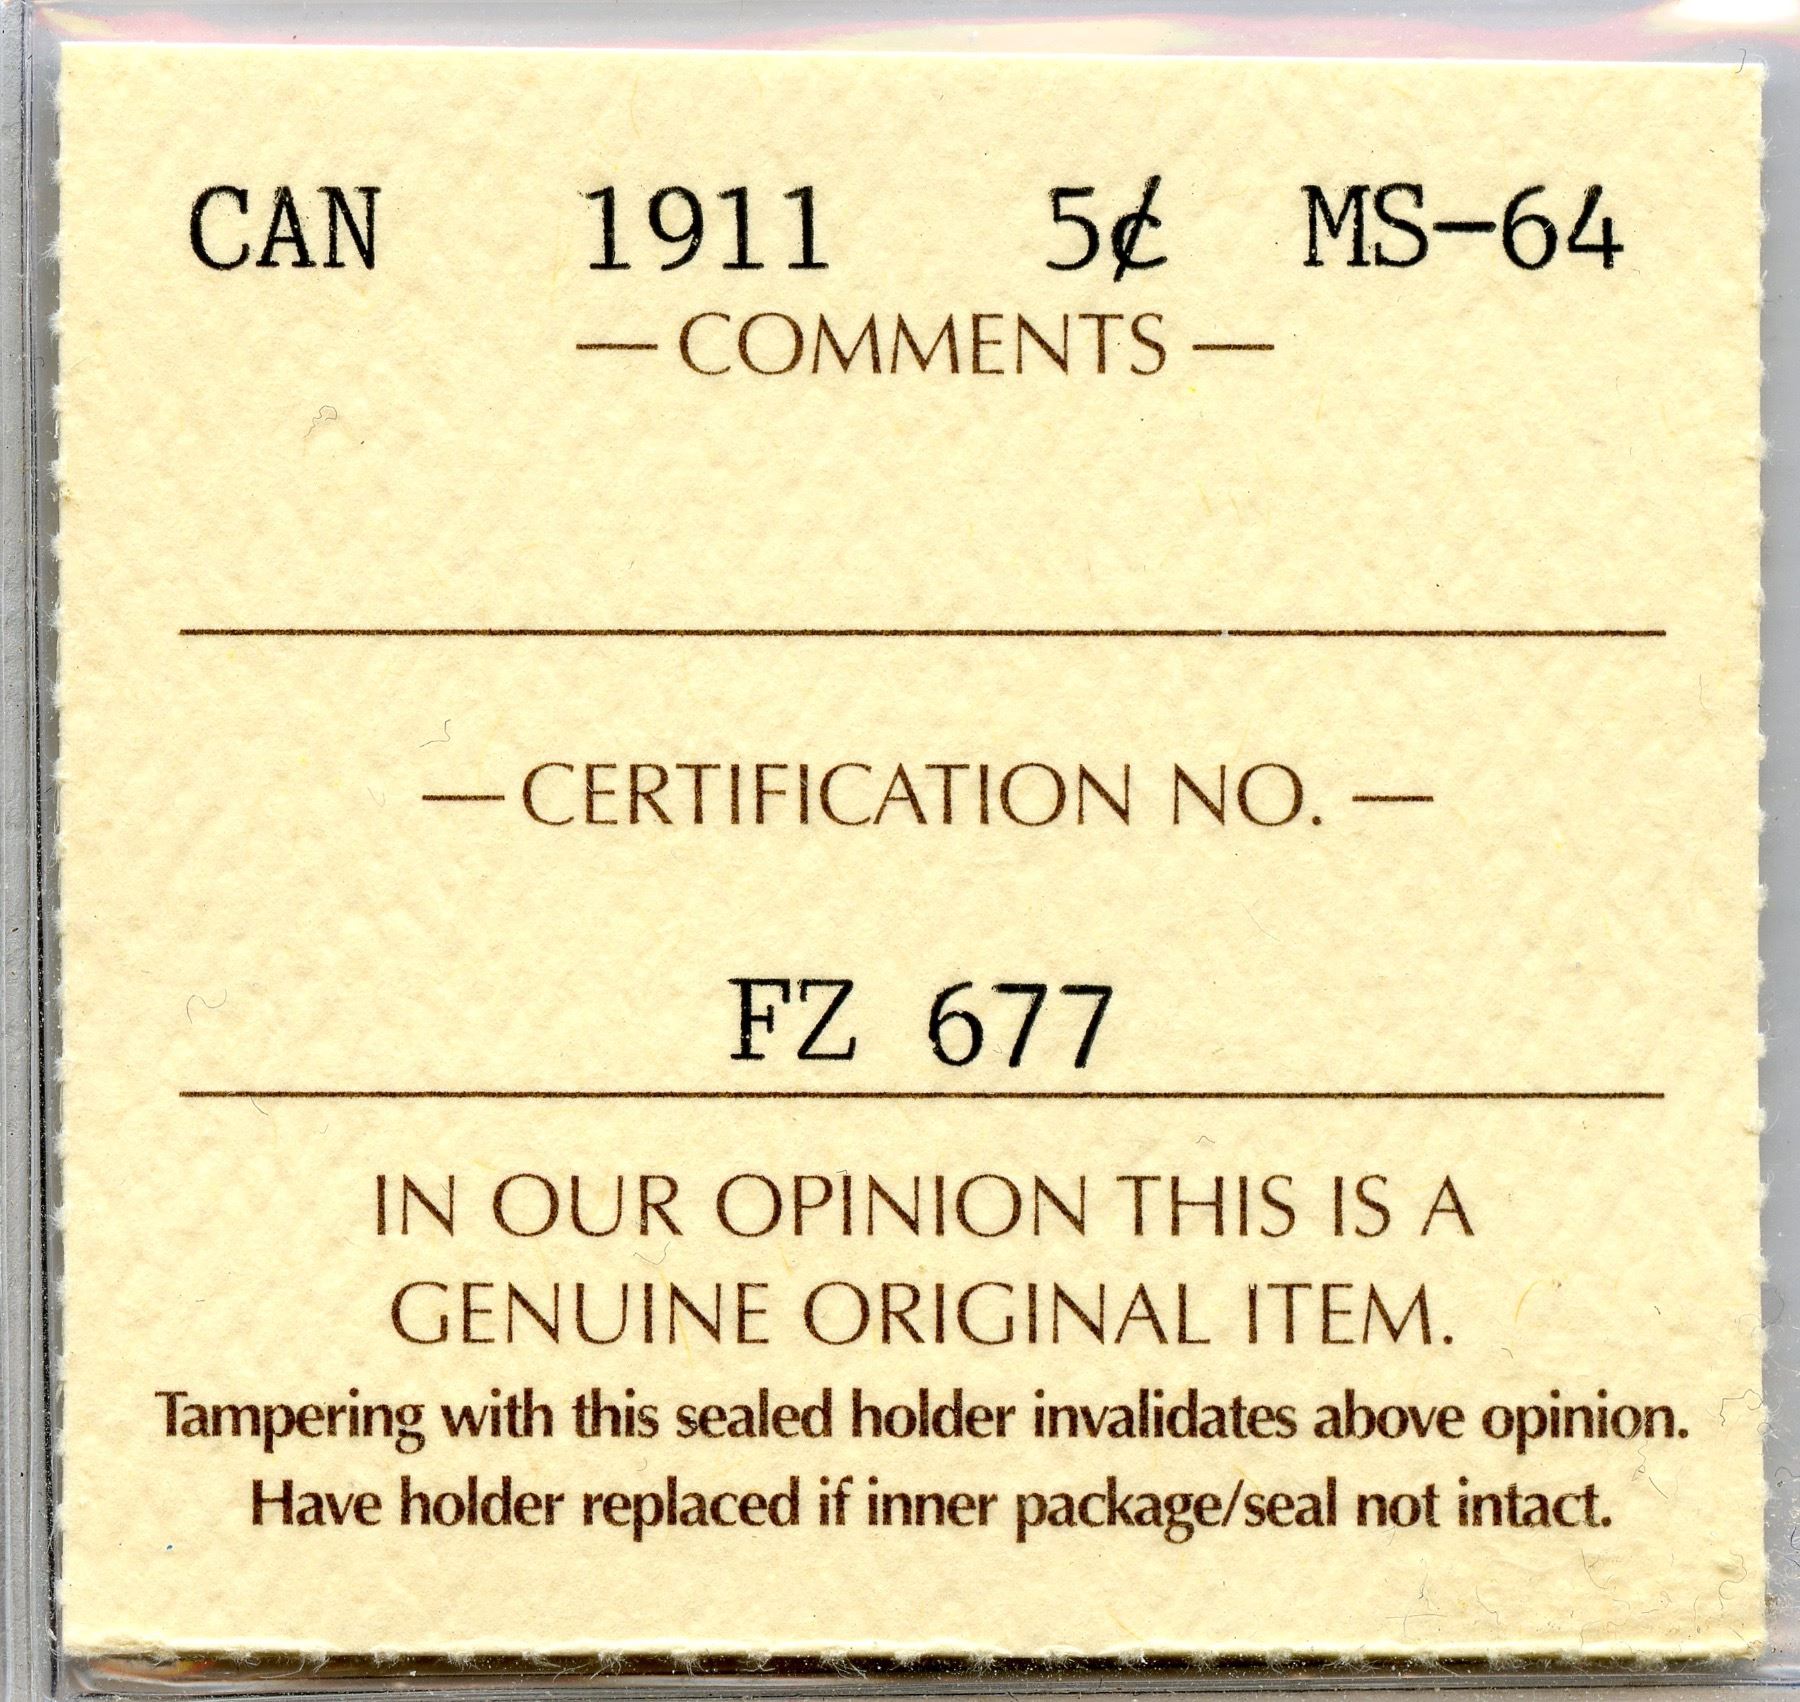 CAN 1911 5¢ MS-64
— COMMENTS —
— CERTIFICATION NO. —
FZ 677
IN OUR OPINION THIS IS A
GENUINE ORIGINAL ITEM.
Tampering with this sealed holder invalidates above opinion.
Have holder replaced if inner package/seal not intact.